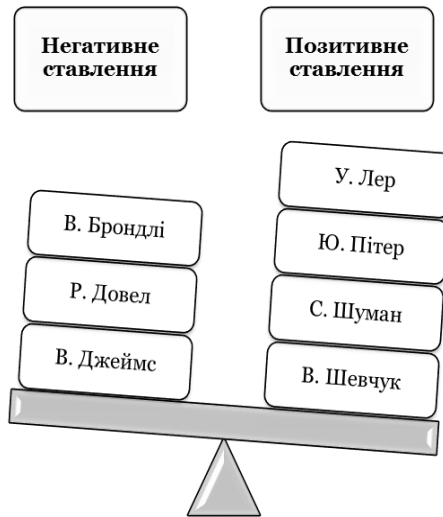 Негативне
ставлення
Позитивне
ставлення
В. Брондлі
Р. Довел
В. Джеймс
У. Лер
Ю. Пітер
С. Шуман
В. Шевчук